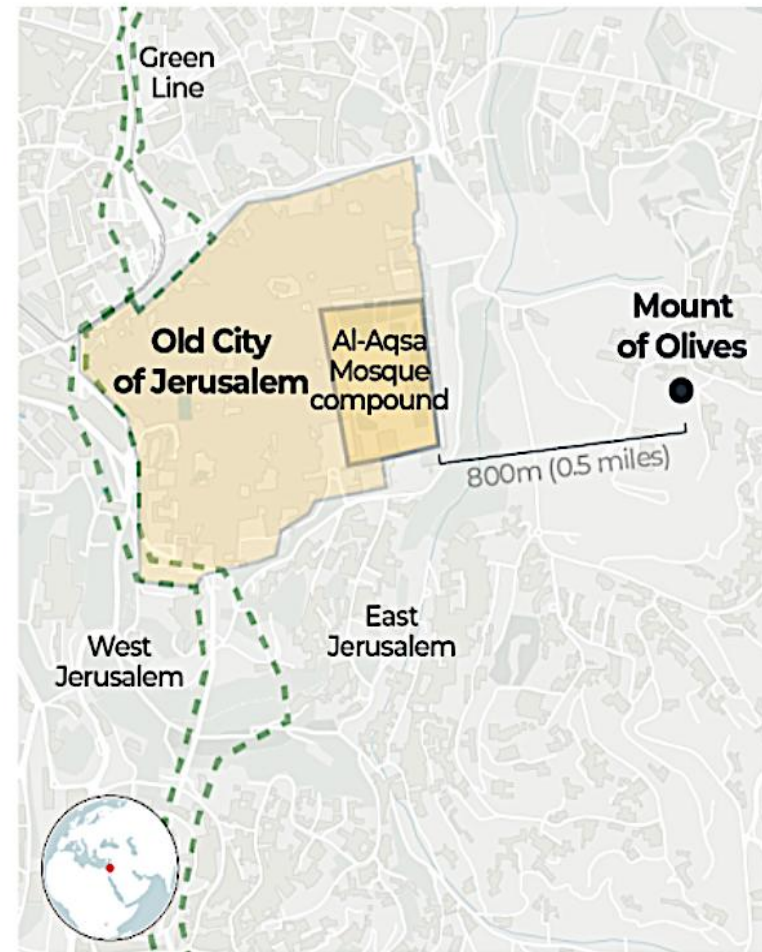 Green
Line
Old City
of Jerusalem
Al-Aqsa
Mosque
compound
Mount
of Olives
800m (0.5 miles)
East
Jerusalem
West
Jerusalem